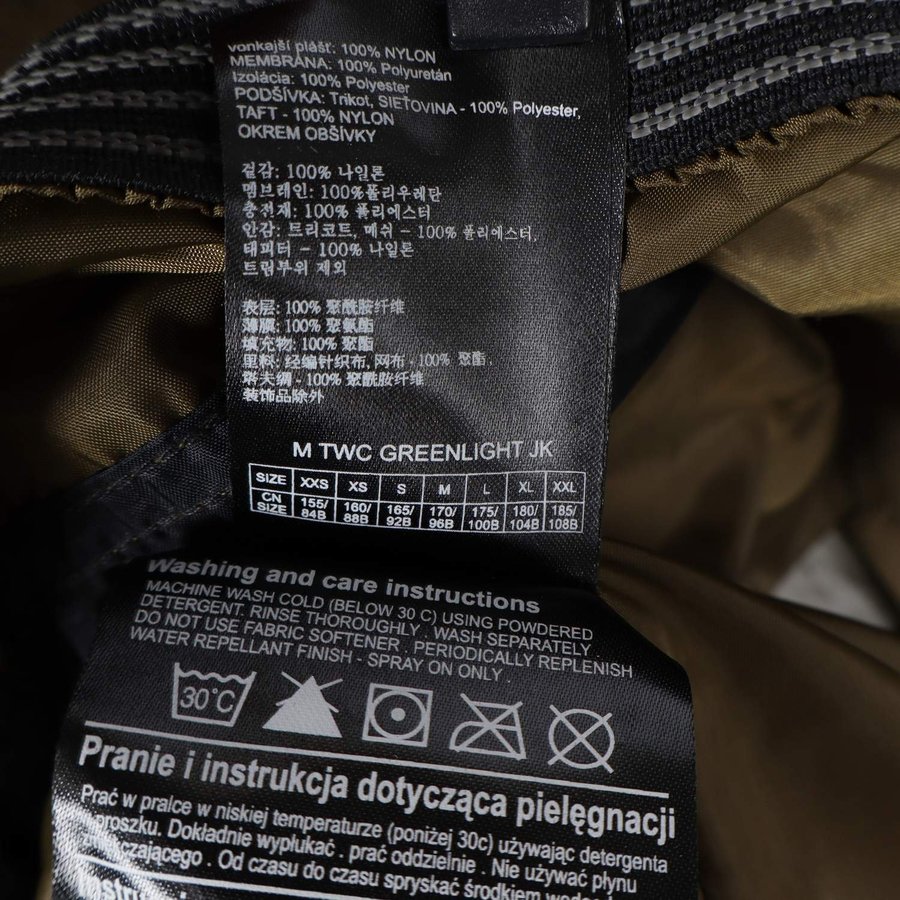 vonkajší plášť: 100% NYLON
MEMBRÁNA: 100% Polyuretán
Izolácia: 100% Polyester
PODŠÍVKA: Trikot, SIEŤOVINA - 100% Polyester,
TAFT - 100% NYLON
OKREM OBŠÍVKY
겉감: 100% 나일론
멤브레인: 100%폴리우레탄
충전재: 100% 폴리에스터
안감: 트리코트, 메쉬 - 100% 폴리에스터,
태피터 - 100% 나일론
트림부위 제외
表层: 100% 聚酰胺纤维
薄膜: 100% 聚氨酯
填充物: 100% 聚酯
里料: 经编针织布, 网布 - 100% 聚酯,
塔夫绸 - 100% 聚酰胺纤维
装饰品除外
M TWC GREENLIGHT JK
SIZE XXS XS S M L XL XXL
CN SIZE 155/84B 160/88B 165/92B 170/96B 175/100B 180/104B 185/108B
Washing and care instructions
MACHINE WASH COLD (BELOW 30 C) USING POWDERED
DETERGENT. RINSE THOROUGHLY . WASH SEPARATELY .
DO NOT USE FABRIC SOFTENER . PERIODICALLY REPLENISH
WATER REPELLANT FINISH - SPRAY ON ONLY .
30°C
Pranie i instrukcja dotycząca pielęgnacji
Prać w pralce w niskiej temperaturze (poniżej 30c) używając detergenta
proszku. Dokładnie wypłukać . prać oddzielnie . Nie używać płynu
. Od czasu do czasu spryskać środkiem